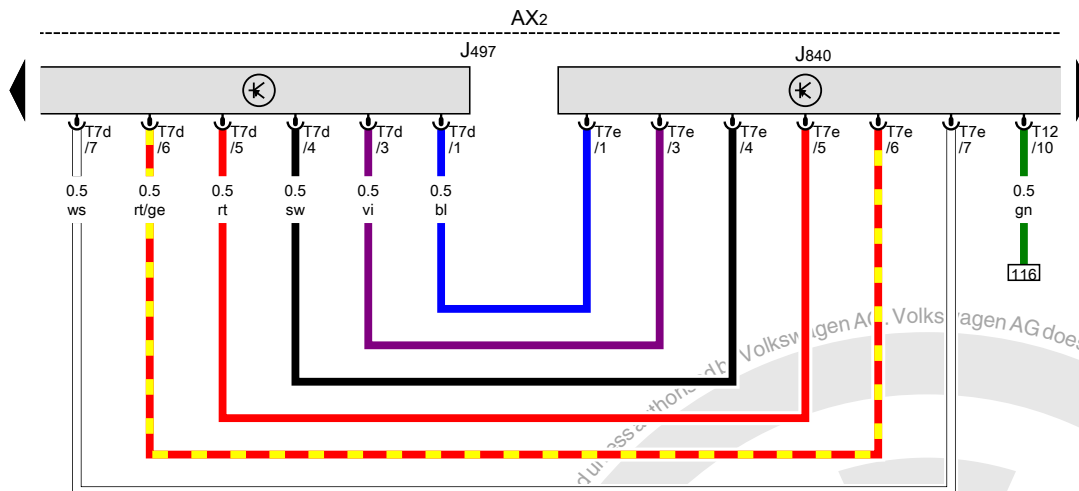 AX2
J497
J840
T7d T7d T7d T7d T7d T7d T7e T7e T7e T7e T7e T7e T12
/7 /6 /5 /4 /3 /1 /1 /3 /4 /5 /6 /7 /10
0.5 0.5 0.5 0.5 0.5 0.5 0.5
ws rt/ge rt sw vi bl gn
116
d unless authorised by Volkswagen AG. Volkswagen AG does